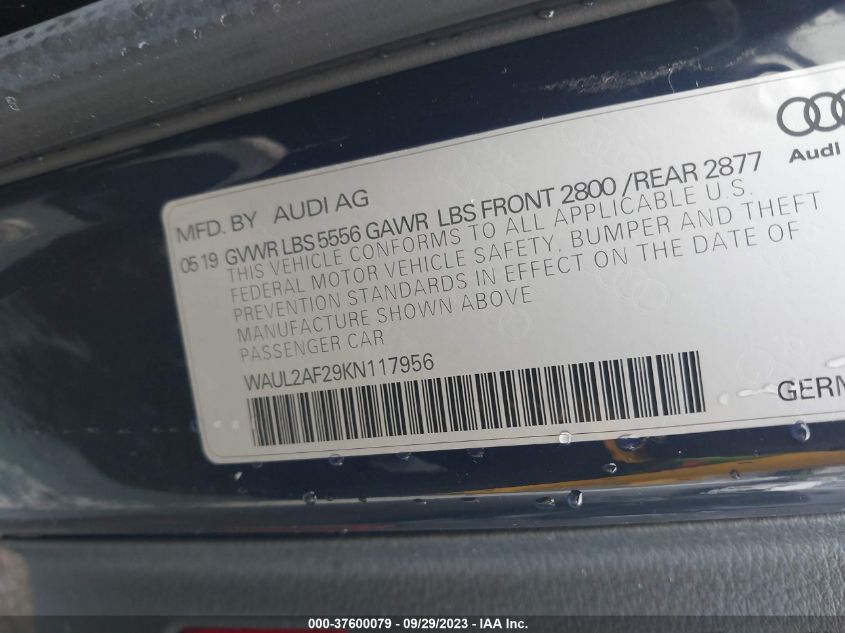 Audi
MFD. BY AUDI AG
05 19 GVWR LBS 5556 GAWR LBS FRONT 2800 /REAR 2877
THIS VEHICLE CONFORMS TO ALL APPLICABLE U.S.
FEDERAL MOTOR VEHICLE SAFETY, BUMPER AND THEFT
PREVENTION STANDARDS IN EFFECT ON THE DATE OF
MANUFACTURE SHOWN ABOVE
PASSENGER CAR
WAUL2AF29KN117956
GERM
000-37600079 - 09/29/2023 - IAA Inc.